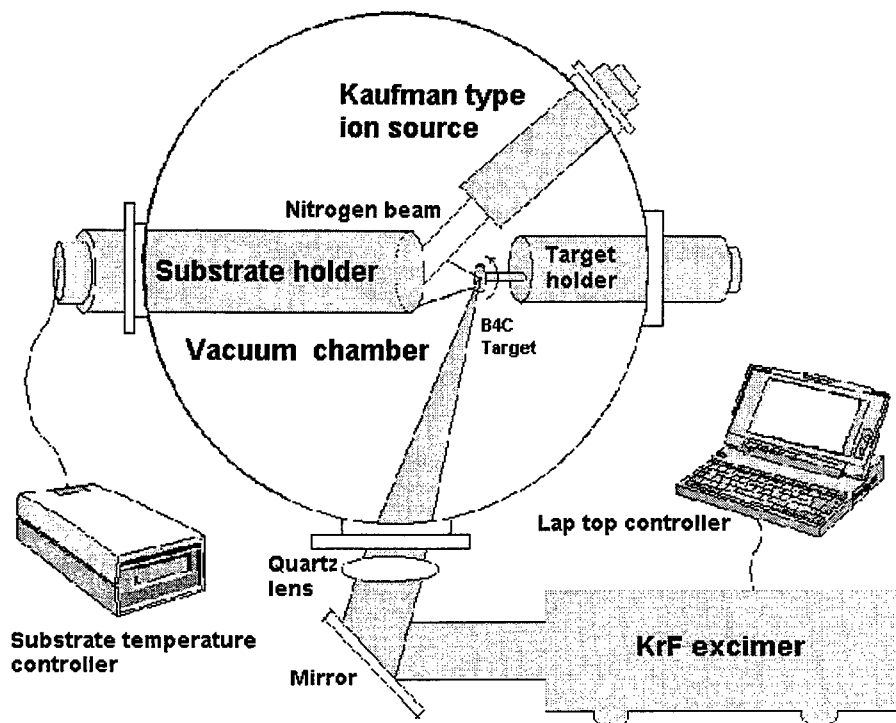 Kaufman type
ion source
Nitrogen beam
Substrate holder
Target
holder
B4C
Target
Vacuum chamber
Lap top controller
Quartz
lens
Substrate temperature
controller
Mirror
KrF excimer